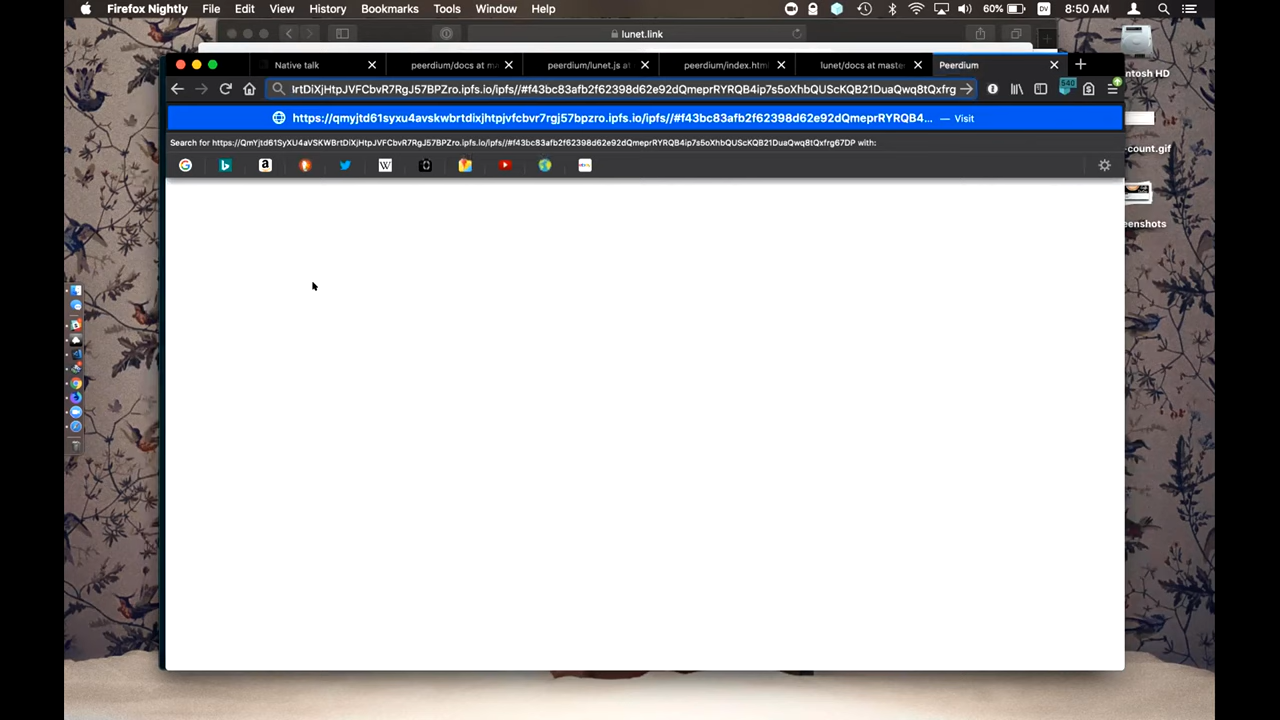 Firefox Nightly File Edit View History Bookmarks Tools Window Help 60% DV 8:50 AM
lunet.link
Native talk peerdium/docs at ma peerdium/lunet.js at peerdium/index.html lunet/docs at master Peerdium
IrtDiXjHtpJVFCbvR7RgJ57BPZro.ipfs.io/ipfs//#f43bc83afb2f62398d62e92dQmeprRYRQB4ip7s5oXhbQUScKQB21DuaQwq8tQxfrg 540
https://qmyjtd61syxu4avskwbrtdixjhtpjvfcbvr7rgj57bpzro.ipfs.io/ipfs//#f43bc83afb2f62398d62e92dQmeprRYRQB4... — Visit
Search for https://QmYjtd61SyXU4aVSKWBrtDiXjHtpJVFCbvR7RgJ57BPZro.ipfs.io/ipfs//#f43bc83afb2f62398d62e92dQmeprRYRQB4ip7s5oXhbQUScKQB21DuaQwq8tQxfrg67DP with:
ntosh HD
-count.gif
eenshots